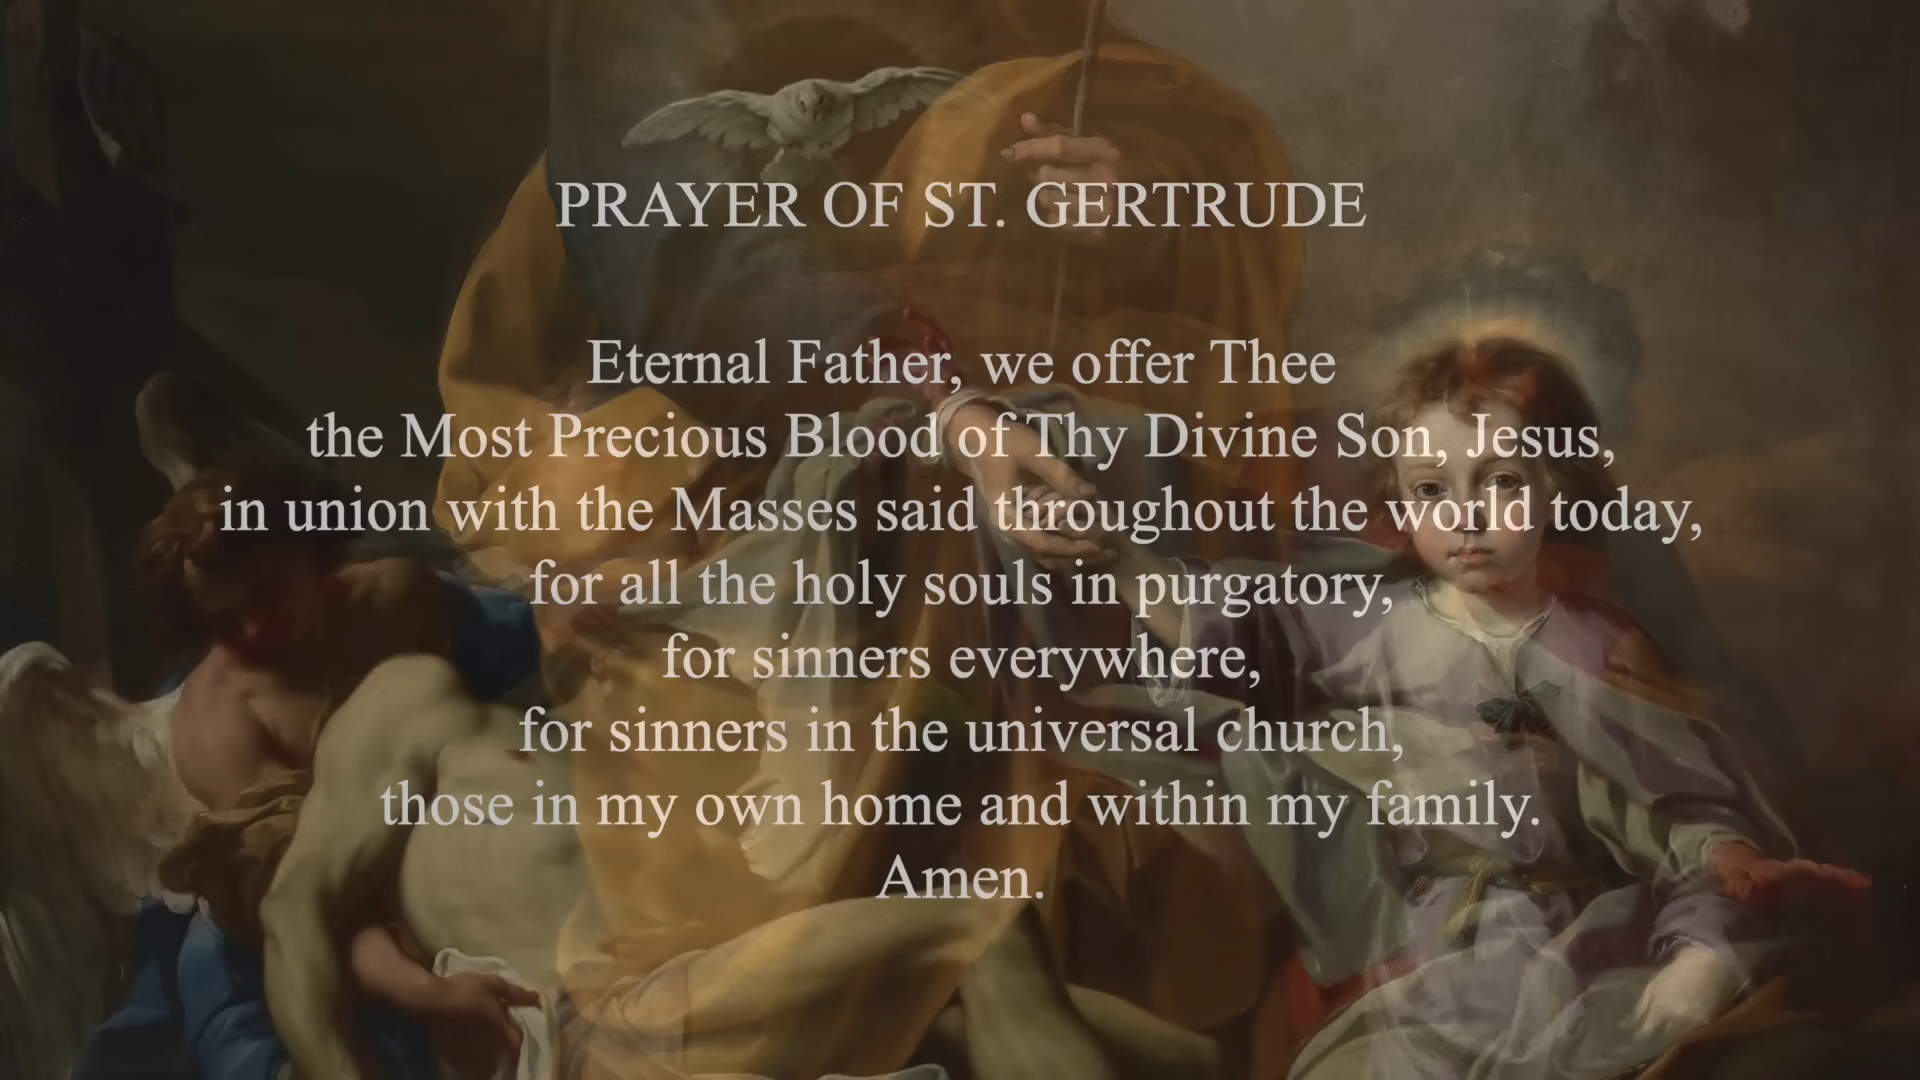 PRAYER OF ST. GERTRUDE
Eternal Father, we offer Thee
the Most Precious Blood of Thy Divine Son, Jesus,
in union with the Masses said throughout the world today,
for all the holy souls in purgatory,
for sinners everywhere,
for sinners in the universal church,
those in my own home and within my family.
Amen.